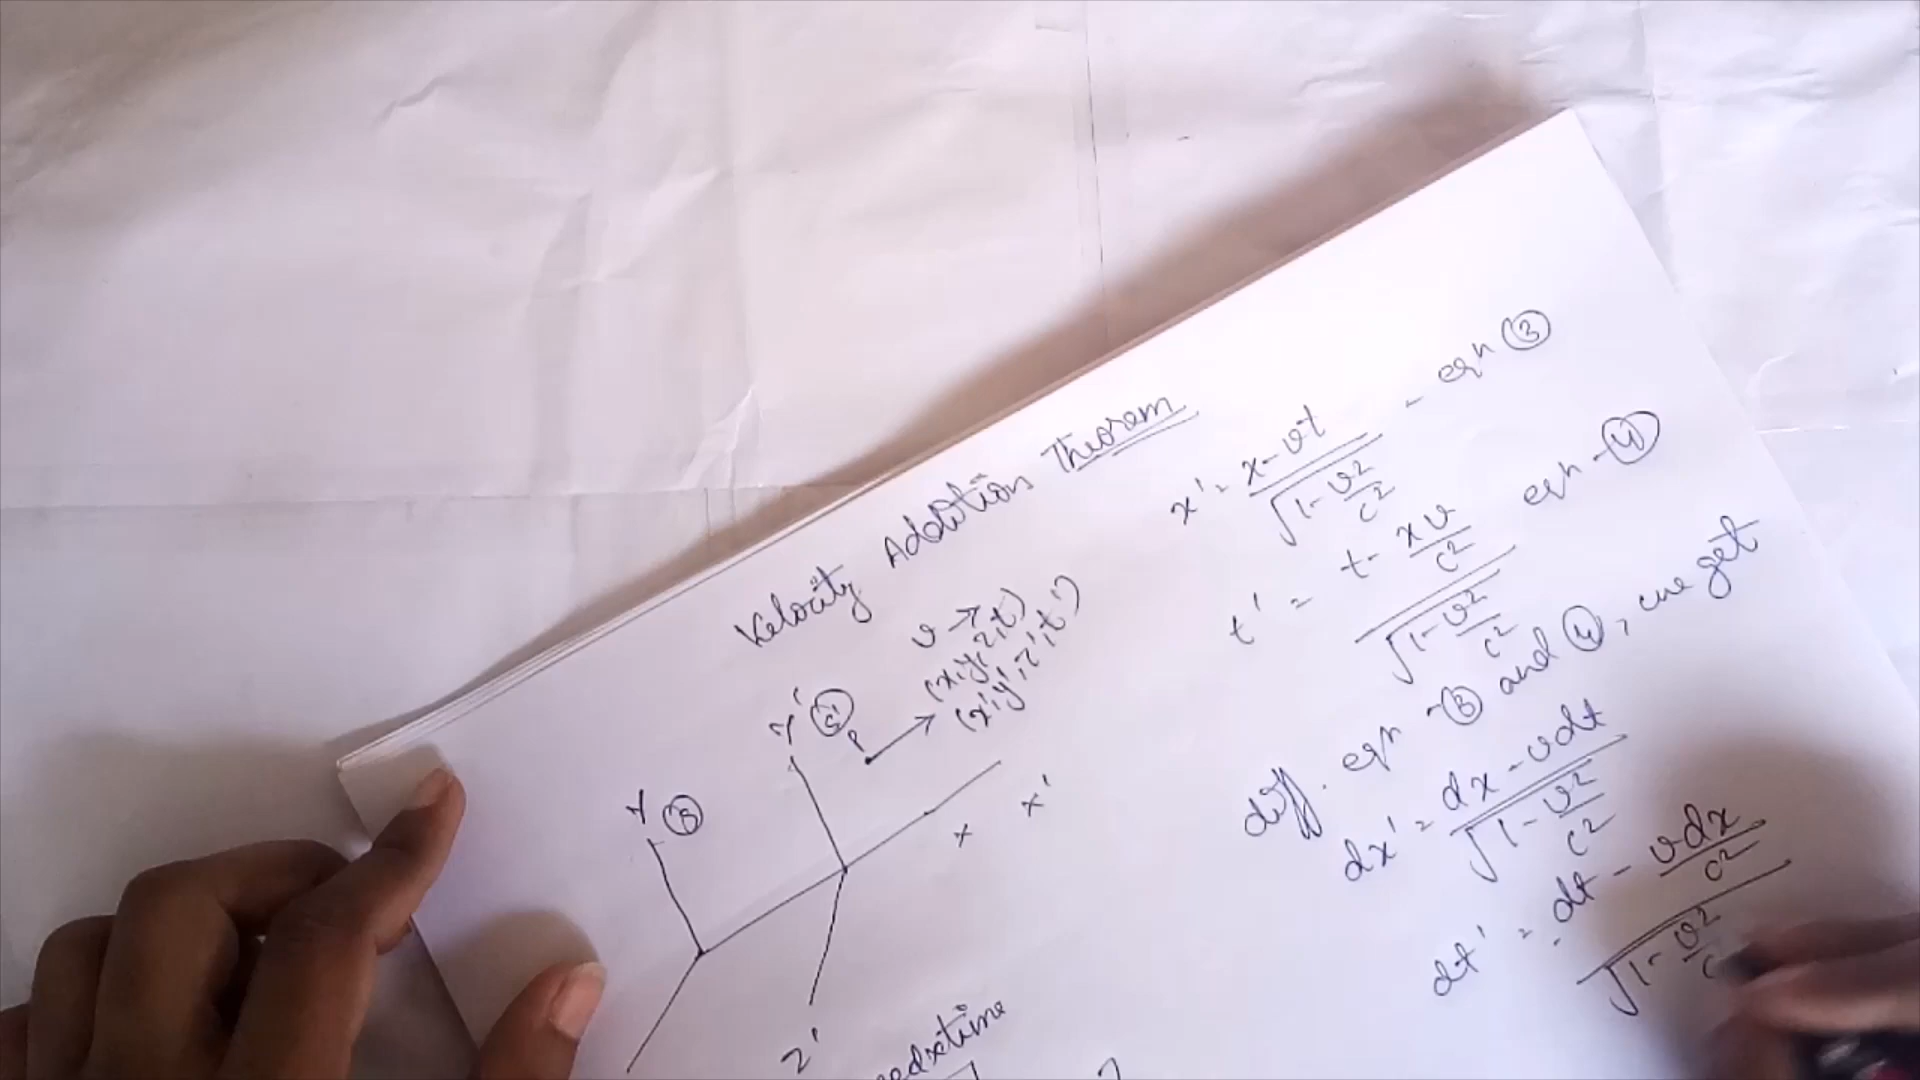 Velocity Addition Theorem
v →
(x,y,z,t)
(x',y',z',t')
Y' S'
P
Y S
x x'
z'
x' = x-vt / √1-v²/c² - eqn ③
t' = t - xv/c² / √1-v²/c² eqn - ④
diff. eqn - ③ and ④, we get
dx' = dx - vdt / √1-v²/c²
dt' = dt - vdx/c² / √1-v²/c